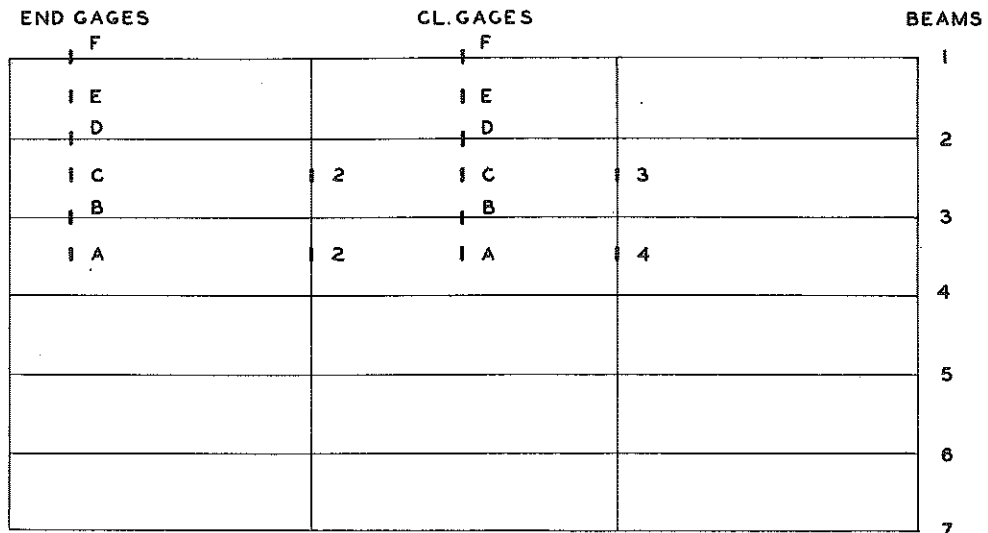 END GAGES CL. GAGES BEAMS
F F 1
E E
D D 2
C 2 C 3
B B 3
A 2 A 4
4
5
6
7